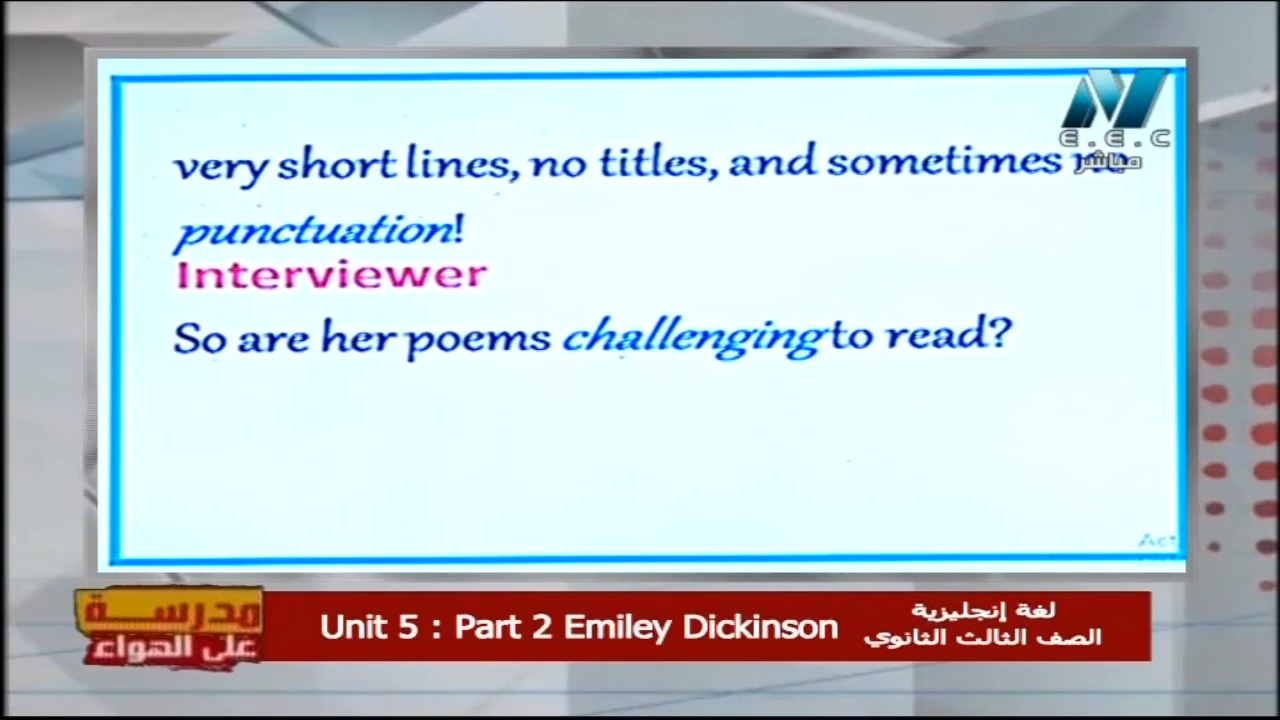 E.E.C
مباشر
very short lines, no titles, and sometimes
punctuation!
Interviewer
So are her poems challenging to read?
Act
مدرسة
على الهواء
Unit 5 : Part 2 Emiley Dickinson
لغة إنجليزية
الصف الثالث الثانوي